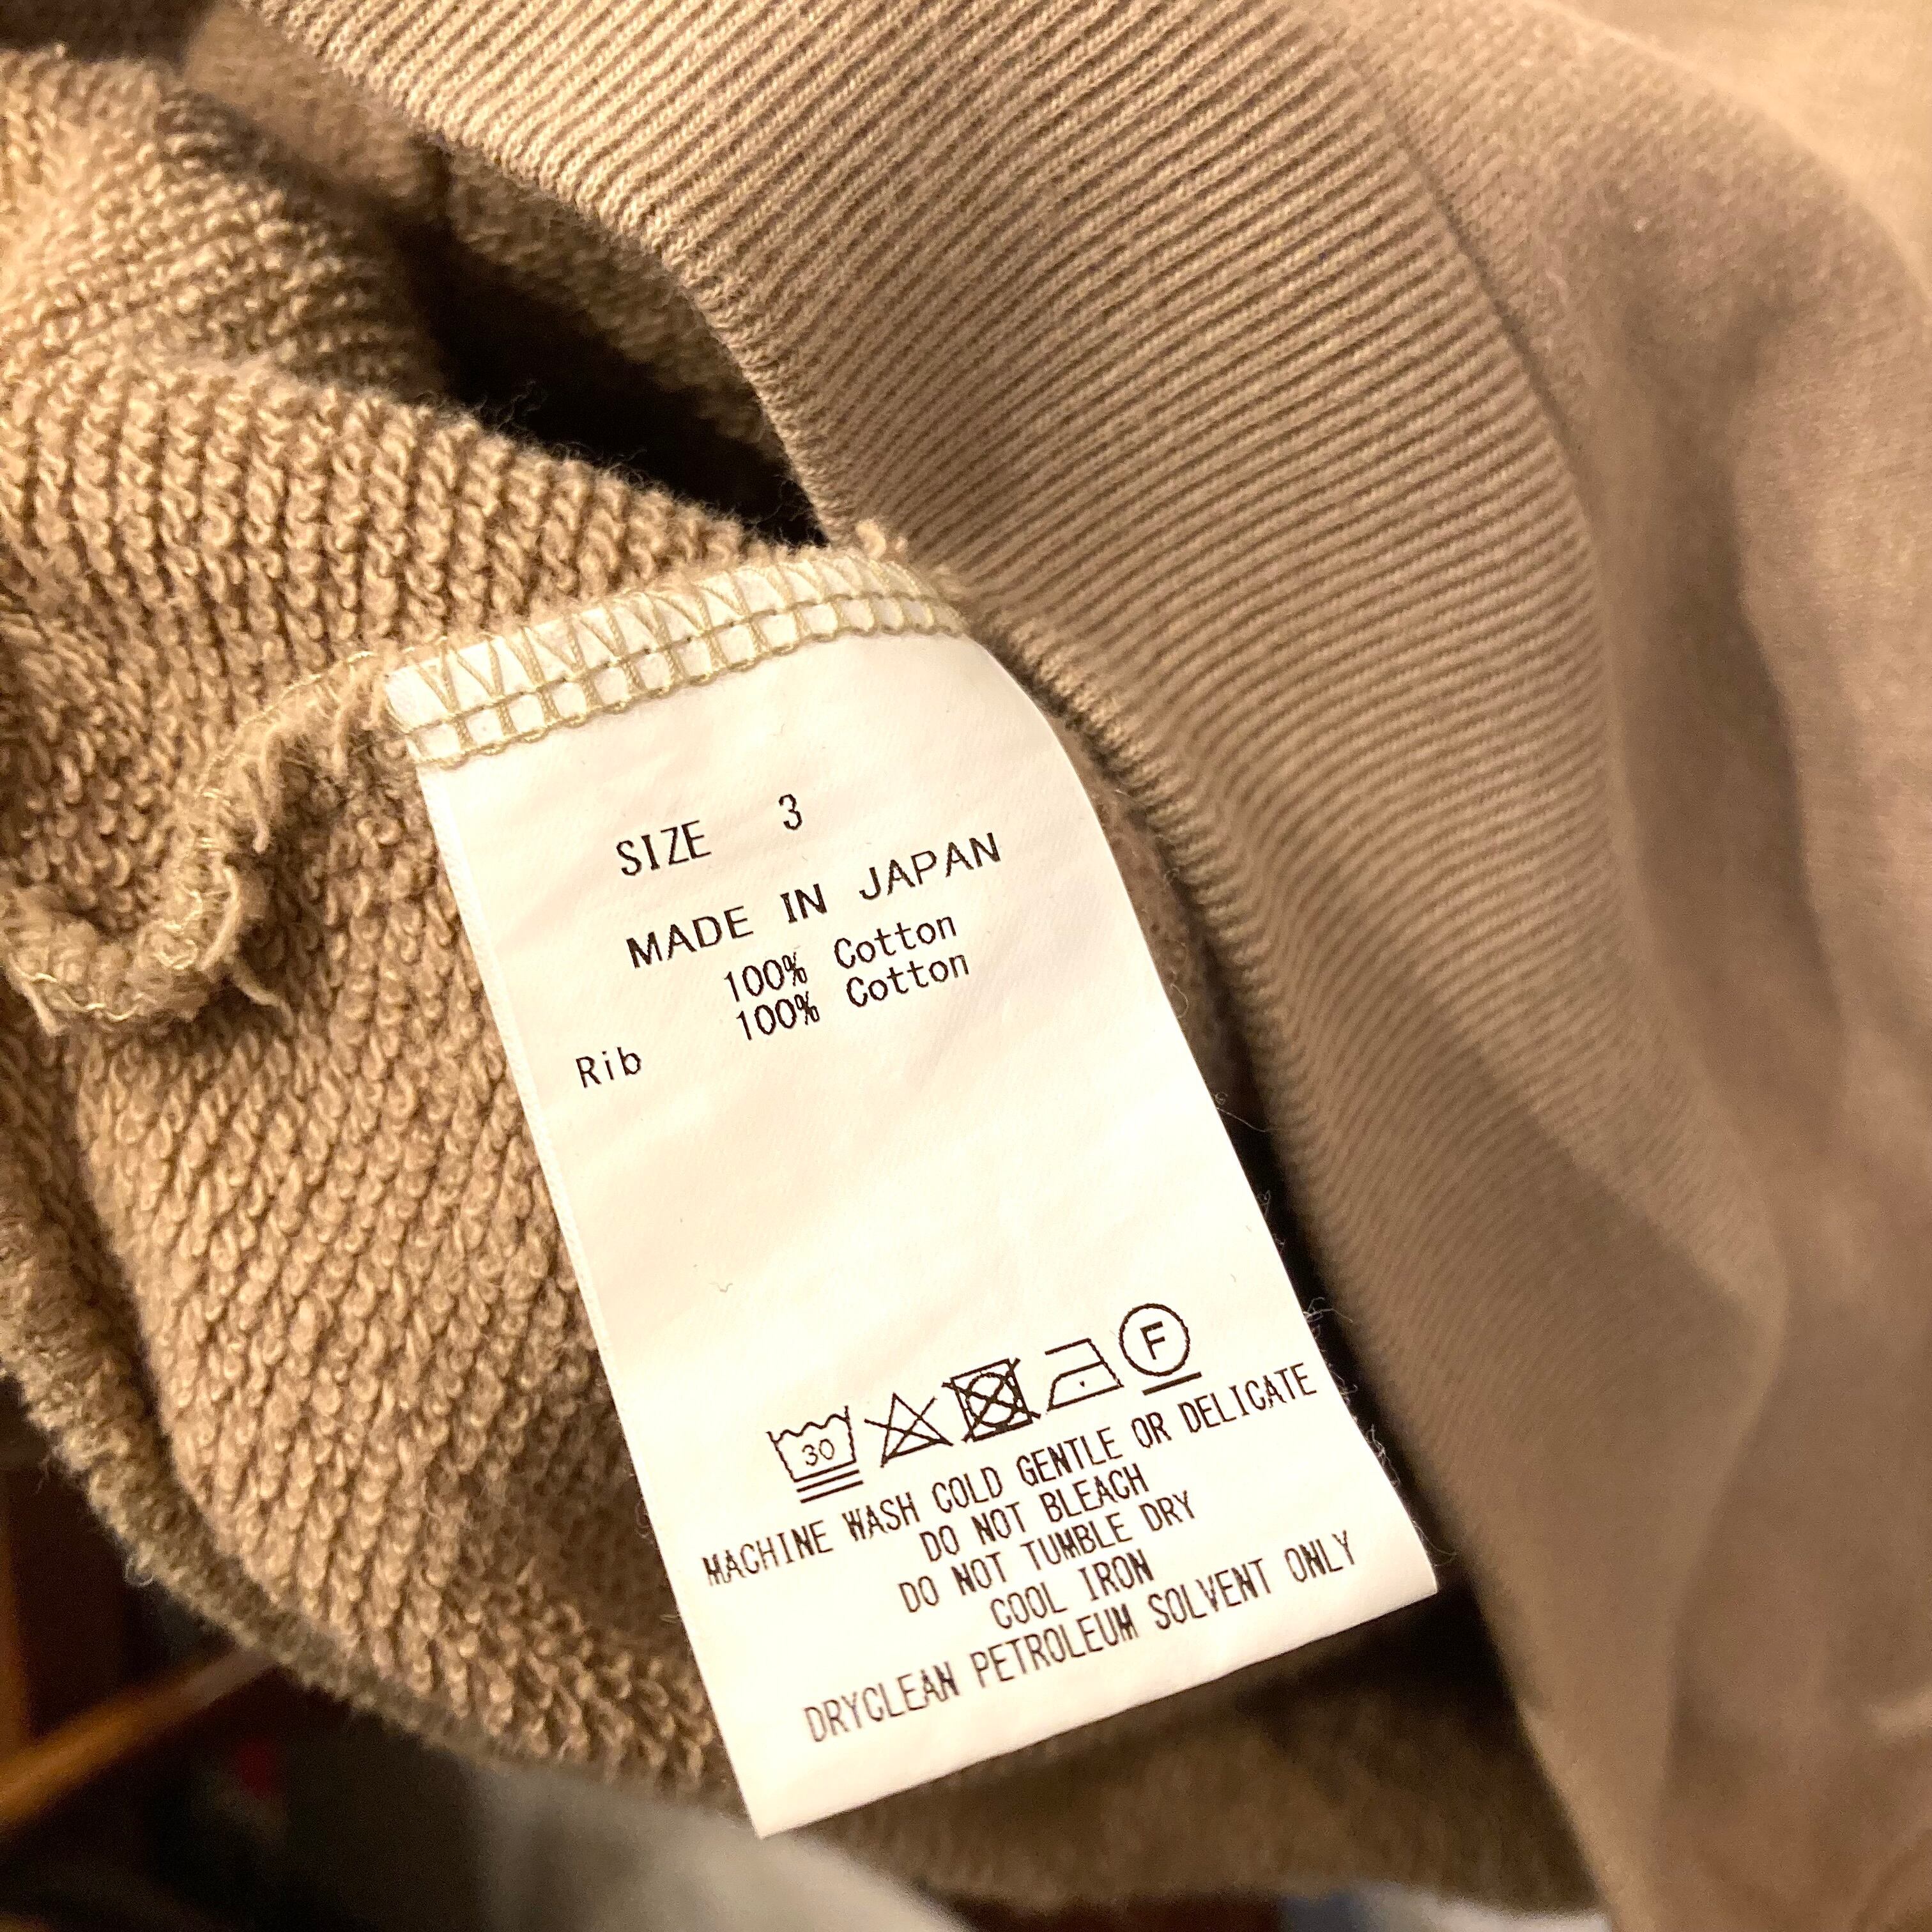 SIZE 3
MADE IN JAPAN
100% Cotton
Rib 100% Cotton
30 F
MACHINE WASH COLD GENTLE OR DELICATE
DO NOT BLEACH
DO NOT TUMBLE DRY
COOL IRON
DRYCLEAN PETROLEUM SOLVENT ONLY